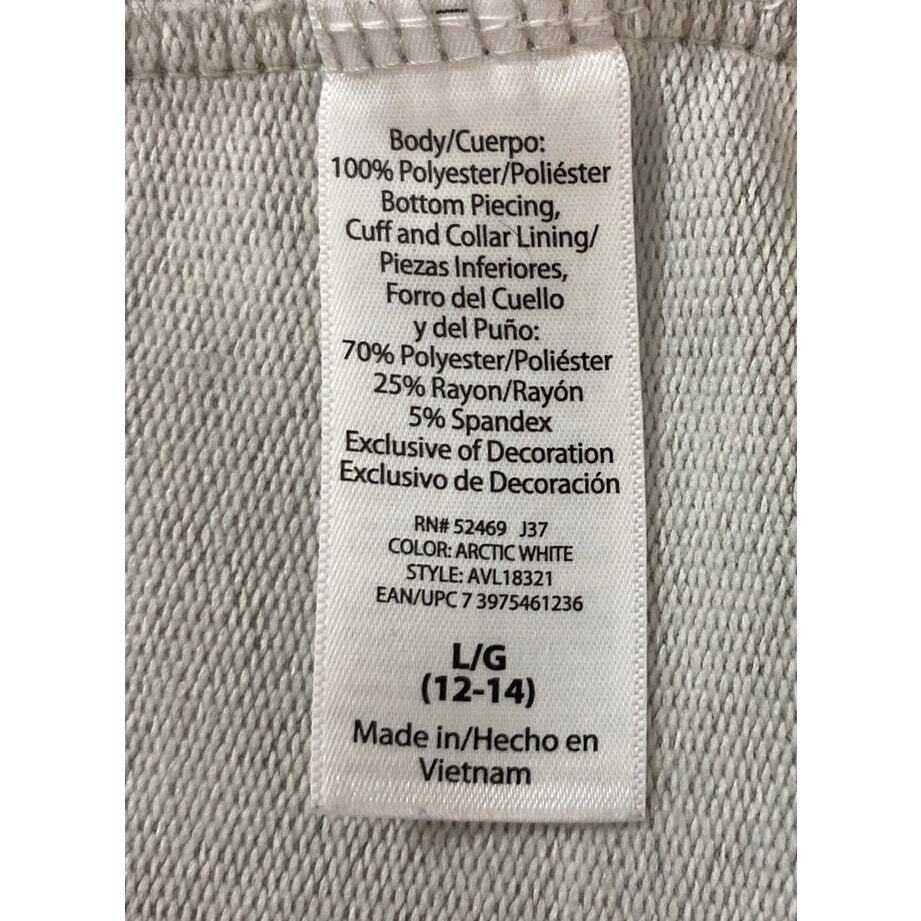 Body/Cuerpo:
100% Polyester/Poliéster
Bottom Piecing,
Cuff and Collar Lining/
Piezas Inferiores,
Forro del Cuello
y del Puño:
70% Polyester/Poliéster
25% Rayon/Rayón
5% Spandex
Exclusive of Decoration
Exclusivo de Decoración
RN# 52469 J37
COLOR: ARCTIC WHITE
STYLE: AVL18321
EAN/UPC 7 3975461236
L/G
(12-14)
Made in/Hecho en
Vietnam